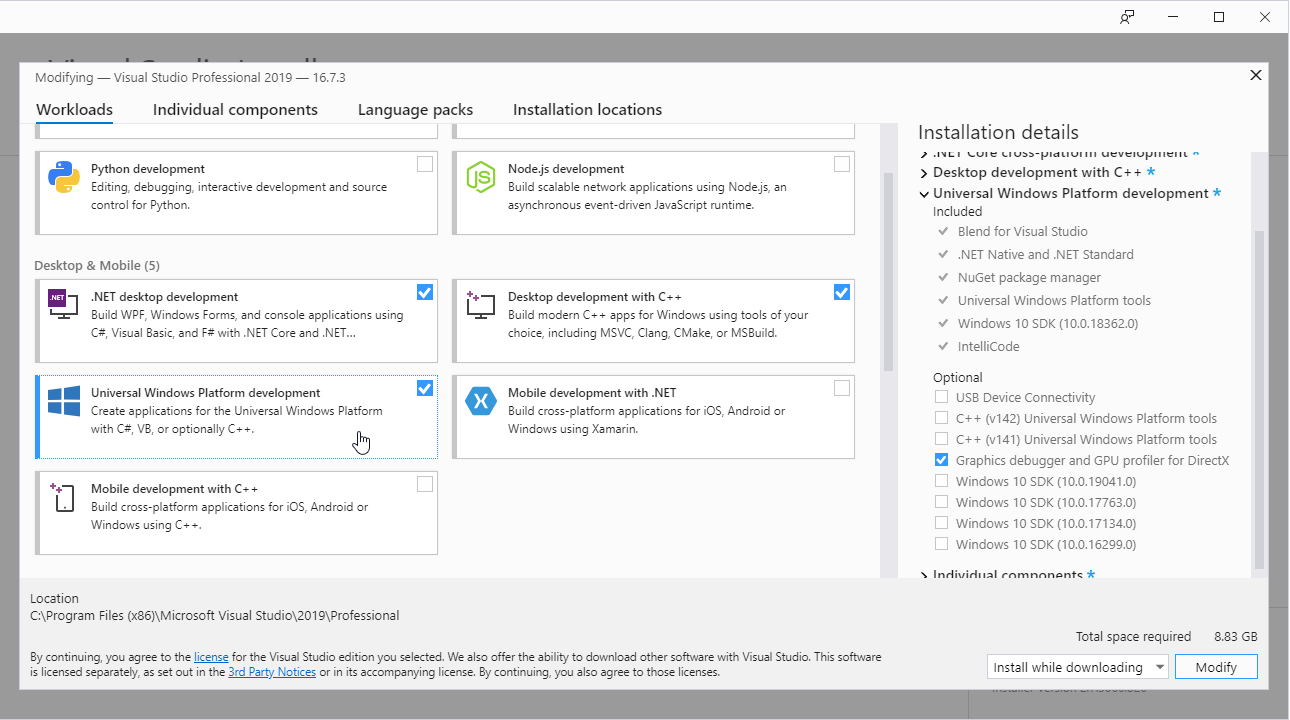 Modifying — Visual Studio Professional 2019 — 16.7.3
Workloads
Individual components
Language packs
Installation locations
Python development
Editing, debugging, interactive development and source
control for Python.
JS
Node.js development
Build scalable network applications using Node.js, an
asynchronous event-driven JavaScript runtime.
Desktop & Mobile (5)
.NET
.NET desktop development
Build WPF, Windows Forms, and console applications using
C#, Visual Basic, and F# with .NET Core and .NET...
Desktop development with C++
Build modern C++ apps for Windows using tools of your
choice, including MSVC, Clang, CMake, or MSBuild.
Universal Windows Platform development
Create applications for the Universal Windows Platform
with C#, VB, or optionally C++.
Mobile development with .NET
Build cross-platform applications for iOS, Android or
Windows using Xamarin.
Mobile development with C++
Build cross-platform applications for iOS, Android or
Windows using C++.
Installation details
.NET Core cross-platform development *
Desktop development with C++ *
Universal Windows Platform development *
Included
Blend for Visual Studio
.NET Native and .NET Standard
NuGet package manager
Universal Windows Platform tools
Windows 10 SDK (10.0.18362.0)
IntelliCode
Optional
USB Device Connectivity
C++ (v142) Universal Windows Platform tools
C++ (v141) Universal Windows Platform tools
Graphics debugger and GPU profiler for DirectX
Windows 10 SDK (10.0.19041.0)
Windows 10 SDK (10.0.17763.0)
Windows 10 SDK (10.0.17134.0)
Windows 10 SDK (10.0.16299.0)
Individual components *
Location
C:\Program Files (x86)\Microsoft Visual Studio\2019\Professional
Total space required 8.83 GB
By continuing, you agree to the license for the Visual Studio edition you selected. We also offer the ability to download other software with Visual Studio. This software
is licensed separately, as set out in the 3rd Party Notices or in its accompanying license. By continuing, you also agree to those licenses.
Install while downloading
Modify